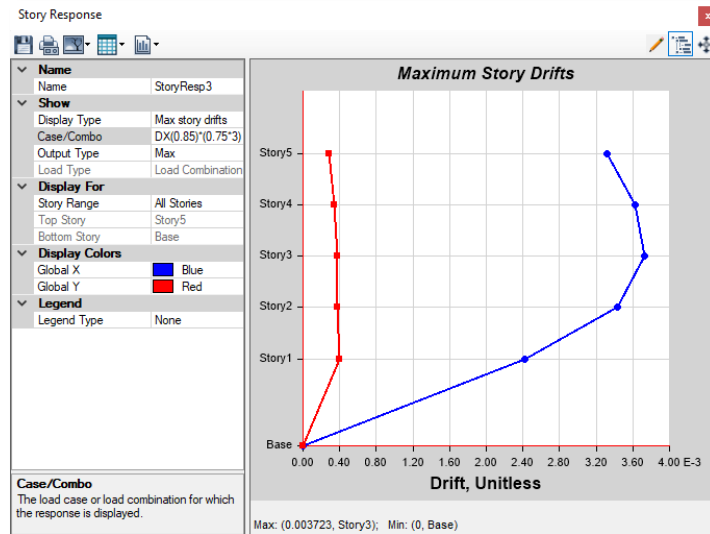 Story Response
x
Name
Name StoryResp3
Show
Display Type Max story drifts
Case/Combo DX(0.85)*(0.75*3)
Output Type Max
Load Type Load Combination
Display For
Story Range All Stories
Top Story Story5
Bottom Story Base
Display Colors
Global X Blue
Global Y Red
Legend
Legend Type None
Case/Combo
The load case or load combination for which
the response is displayed.
Maximum Story Drifts
Story5
Story4
Story3
Story2
Story1
Base
0.00 0.40 0.80 1.20 1.60 2.00 2.40 2.80 3.20 3.60 4.00 E-3
Drift, Unitless
Max: (0.003723, Story3); Min: (0, Base)